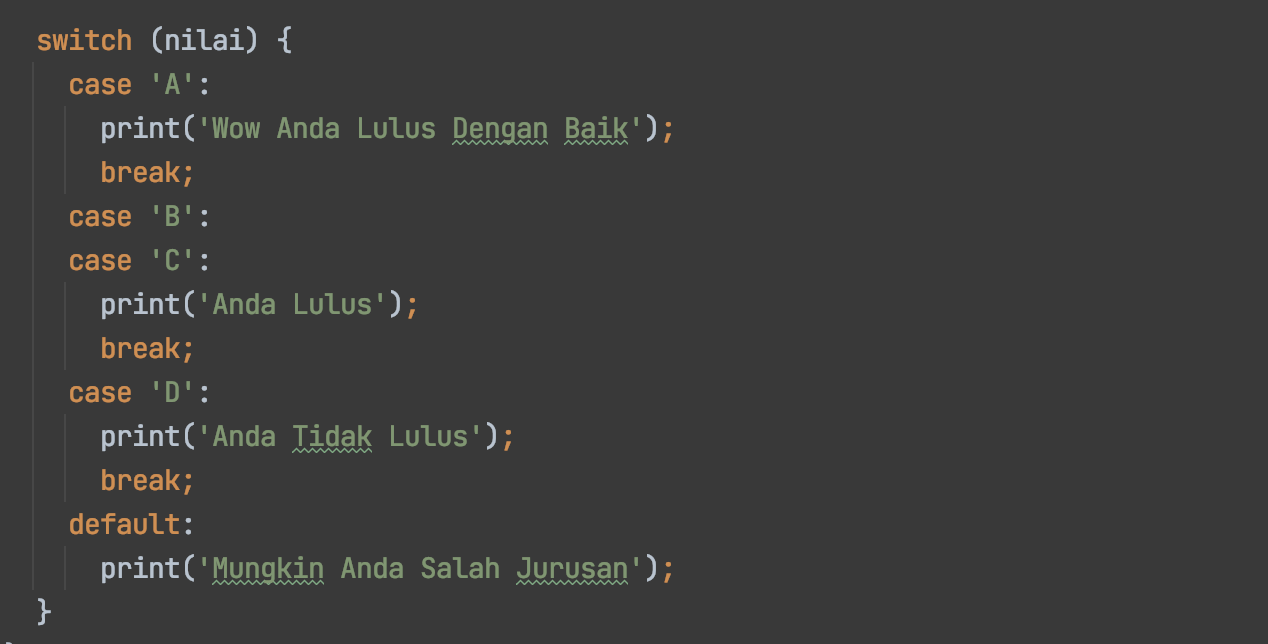 switch (nilai) {
case 'A':
print('Wow Anda Lulus Dengan Baik');
break;
case 'B':
case 'C':
print('Anda Lulus');
break;
case 'D':
print('Anda Tidak Lulus');
break;
default:
print('Mungkin Anda Salah Jurusan');
}